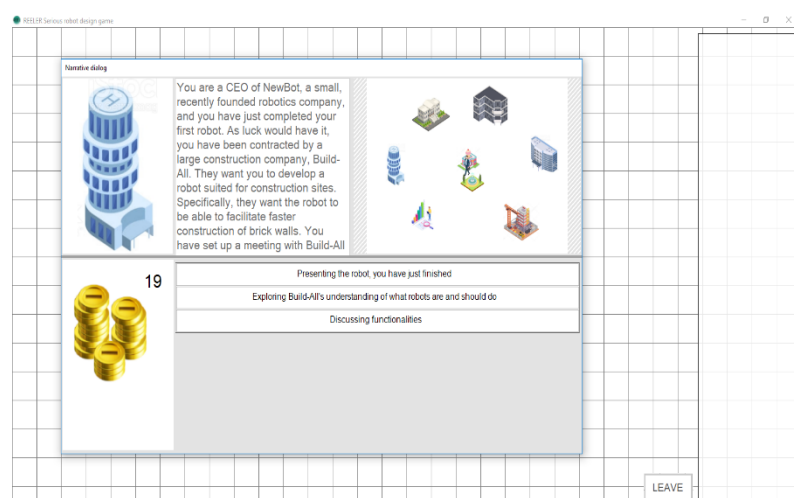 REELER Serious robot design game
Narrative dialog
You are a CEO of NewBot, a small,
recently founded robotics company,
and you have just completed your
first robot. As luck would have it,
you have been contracted by a
large construction company, Build-
All. They want you to develop a
robot suited for construction sites.
Specifically, they want the robot to
be able to facilitate faster
construction of brick walls. You
have set up a meeting with Build-All
19
Presenting the robot, you have just finished
Exploring Build-All's understanding of what robots are and should do
Discussing functionalities
LEAVE